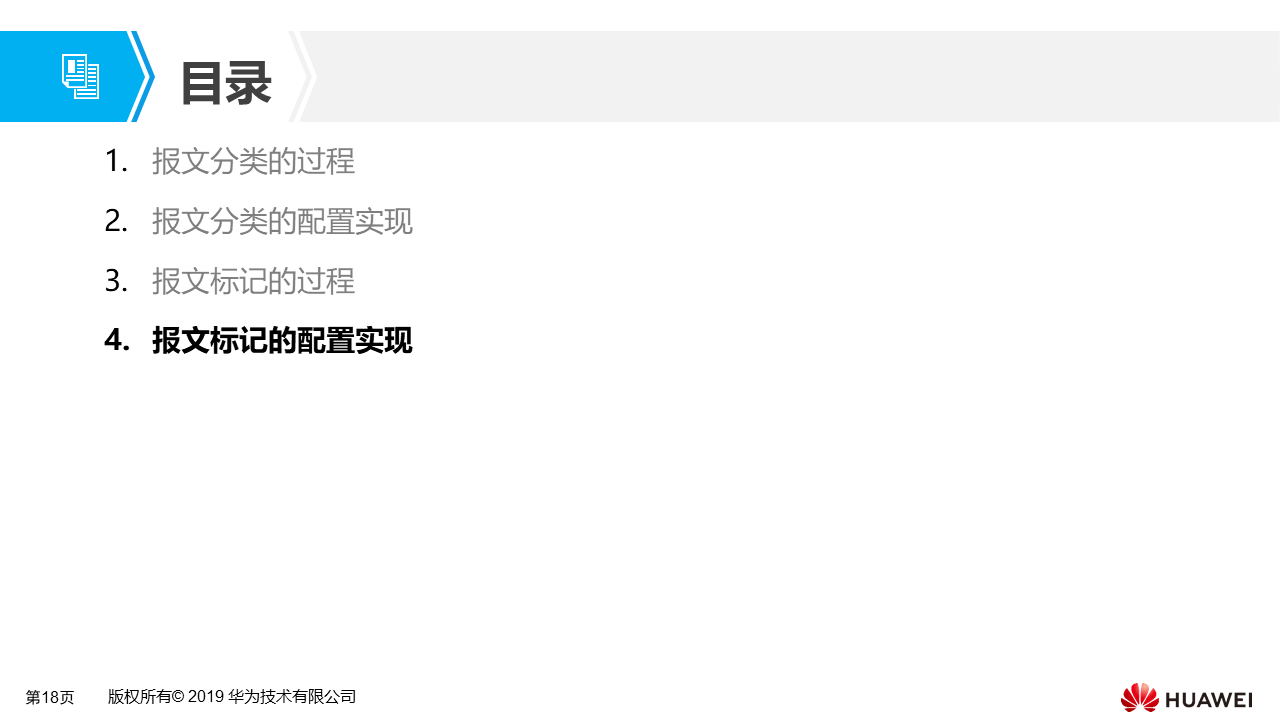 目录
1. 报文分类的过程
2. 报文分类的配置实现
3. 报文标记的过程
4. 报文标记的配置实现
第18页 版权所有© 2019 华为技术有限公司
HUAWEI